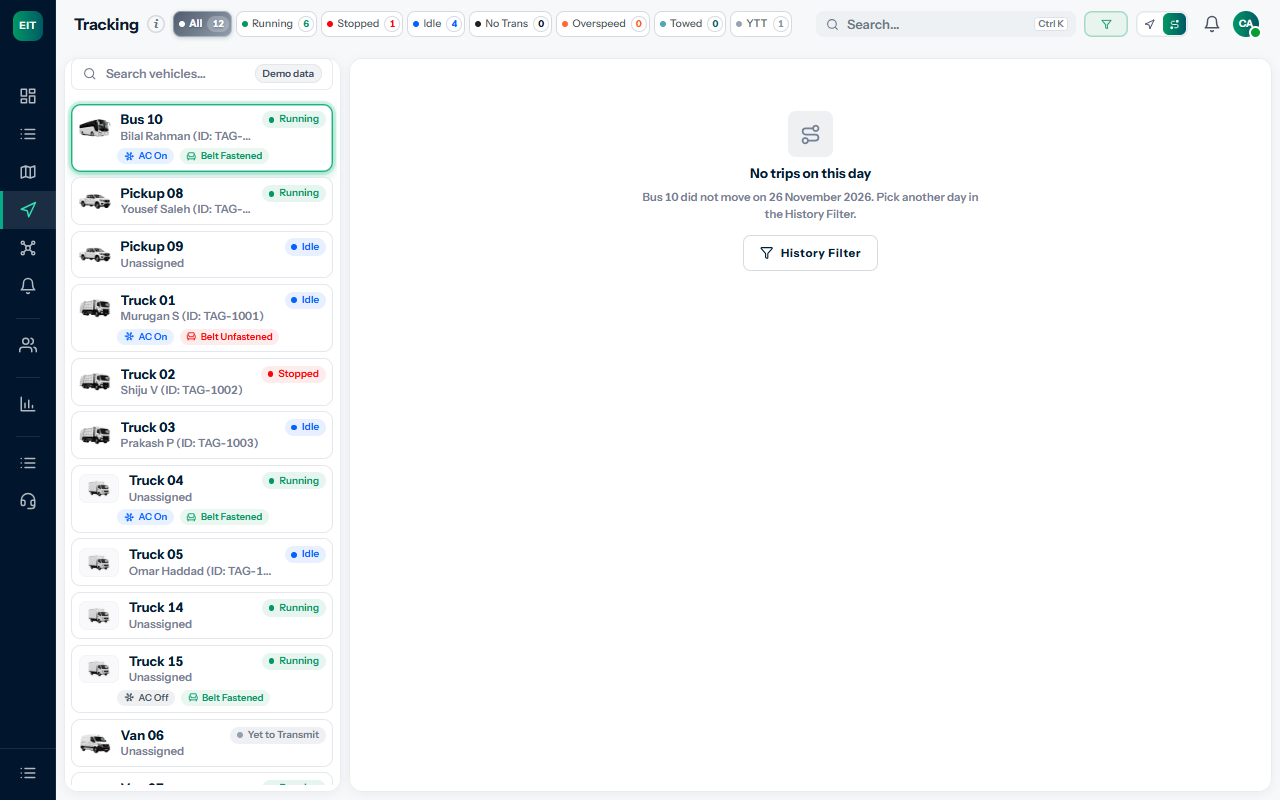 EIT
Tracking
i
All 12
Running 6
Stopped 1
Idle 4
No Trans 0
Overspeed 0
Towed 0
YTT 1
Search...
Ctrl K
CA
Search vehicles...
Demo data
Bus 10
Running
Bilal Rahman (ID: TAG-...
AC On
Belt Fastened
Pickup 08
Running
Yousef Saleh (ID: TAG-...
Pickup 09
Idle
Unassigned
Truck 01
Idle
Murugan S (ID: TAG-1001)
AC On
Belt Unfastened
Truck 02
Stopped
Shiju V (ID: TAG-1002)
Truck 03
Idle
Prakash P (ID: TAG-1003)
Truck 04
Running
Unassigned
AC On
Belt Fastened
Truck 05
Idle
Omar Haddad (ID: TAG-1...
Truck 14
Running
Unassigned
Truck 15
Running
Unassigned
AC Off
Belt Fastened
Van 06
Yet to Transmit
Unassigned
No trips on this day
Bus 10 did not move on 26 November 2026. Pick another day in
the History Filter.
History Filter